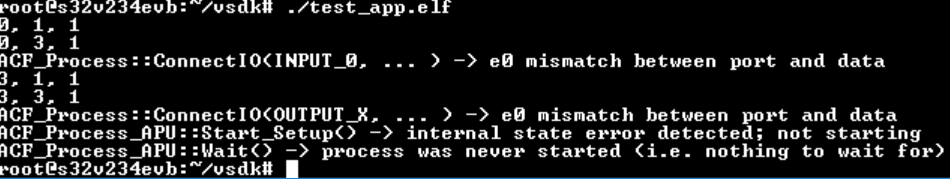 root@s32v234evb:~/vsdk# ./test_app.elf
0, 1, 1
0, 3, 1
ACF_Process::ConnectIO(INPUT_0, ... ) -> e0 mismatch between port and data
3, 1, 1
3, 3, 1
ACF_Process::ConnectIO(OUTPUT_X, ... ) -> e0 mismatch between port and data
ACF_Process_APU::Start_Setup() -> internal state error detected; not starting
ACF_Process_APU::Wait() -> process was never started (i.e. nothing to wait for)
root@s32v234evb:~/vsdk#